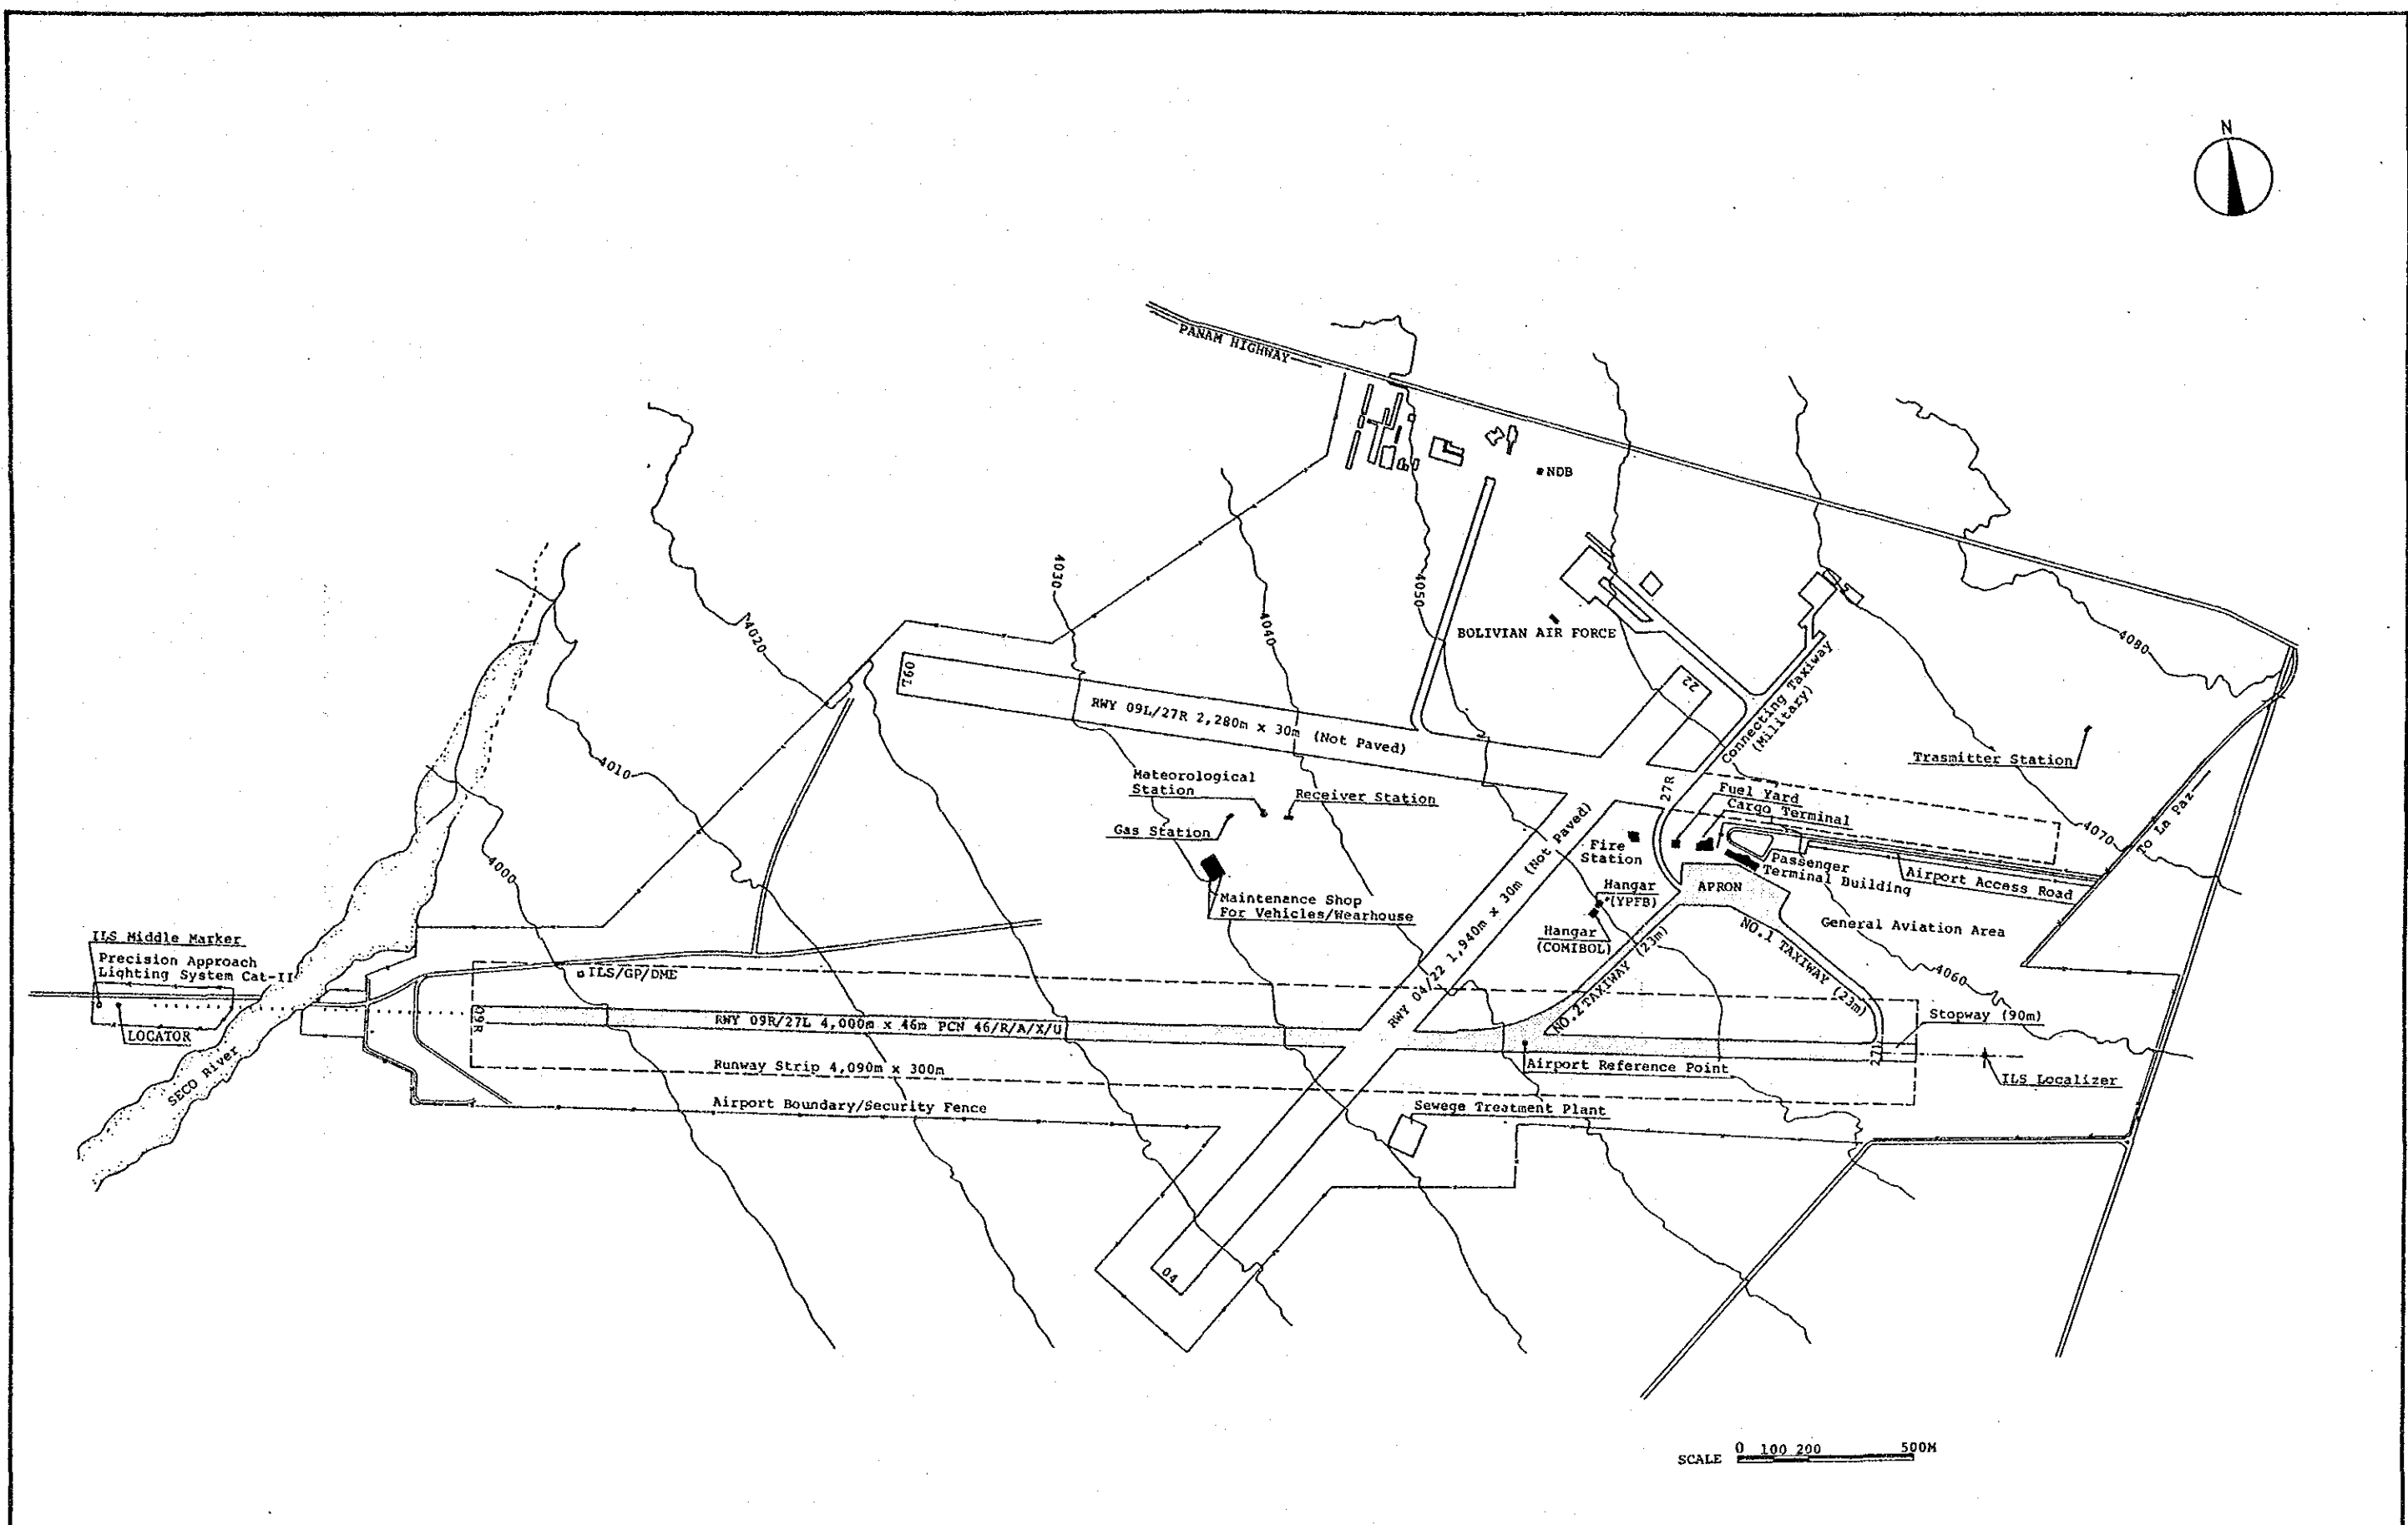 N
PANAM HIGHWAY
NDB
4030
4050
4040
4020
BOLIVIAN AIR FORCE
4080
09L
22
RWY 09L/27R 2,280m x 30m (Not Paved)
Connecting Taxiway
(Military)
Trasmitter Station
4010
Mateorological
Station
Receiver Station
27R
Fuel Yard
Cargo Terminal
To La Paz
4070
Gas Station
Fire
Station
4000
Passenger
Terminal Building
Airport Access Road
APRON
Hangar
(YPFB)
Maintenance Shop
For Vehicles/Wearhouse
RWY 04/22 1,940m x 30m (Not Paved)
General Aviation Area
Hangar
(COMIBOL)
NO.1 TAXIWAY (23m)
NO.2 TAXIWAY (23m)
ILS Middle Marker
Precision Approach
Lighting System Cat-II
ILS/GP/DME
4060
LOCATOR
09R
RWY 09R/27L 4,000m x 46m PCN 46/R/A/X/U
Stopway (90m)
27L
SECO River
Runway Strip 4,090m x 300m
Airport Reference Point
ILS Localizer
Airport Boundary/Security Fence
Sewege Treatment Plant
04
SCALE 0 100 200 500M